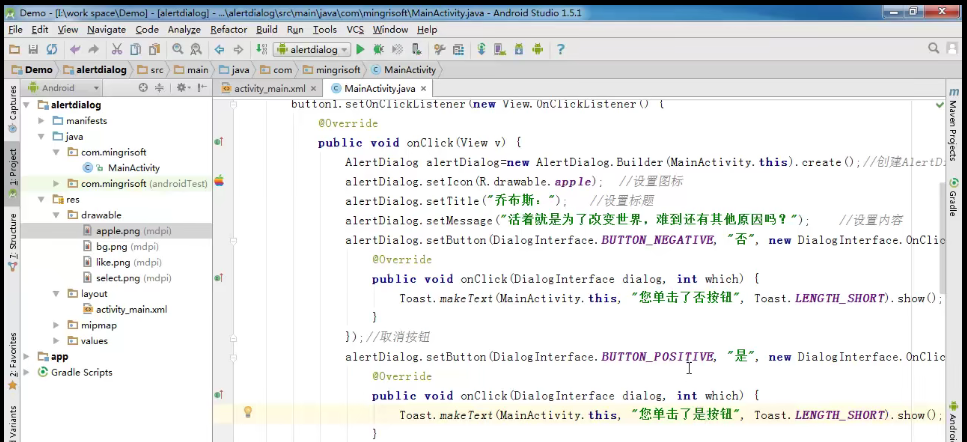 Demo - [I:\work space\Demo] - [alertdialog] - ...\alertdialog\src\main\java\com\mingrisoft\MainActivity.java - Android Studio 1.5.1
File Edit View Navigate Code Analyze Refactor Build Run Tools VCS Window Help
alertdialog
Demo alertdialog src main java com mingrisoft MainActivity
Android
activity_main.xml MainActivity.java
Captures
1: Project
7: Structure
2: Favorites
Variants
alertdialog
manifests
java
com.mingrisoft
MainActivity
com.mingrisoft (androidTest)
res
drawable
apple.png (mdpi)
bg.png (mdpi)
like.png (mdpi)
select.png (mdpi)
layout
activity_main.xml
mipmap
values
app
Gradle Scripts
button1.setOnClickListener(new View.OnClickListener() {
@Override
public void onClick(View v) {
AlertDialog alertDialog=new AlertDialog.Builder(MainActivity.this).create();//创建AlertD
alertDialog.setIcon(R.drawable.apple); //设置图标
alertDialog.setTitle("乔布斯："); //设置标题
alertDialog.setMessage("活着就是为了改变世界，难到还有其他原因吗？"); //设置内容
alertDialog.setButton(DialogInterface.BUTTON_NEGATIVE, "否", new DialogInterface.OnClic
@Override
public void onClick(DialogInterface dialog, int which) {
Toast.makeText(MainActivity.this, "您单击了否按钮", Toast.LENGTH_SHORT).show();
}
});//取消按钮
alertDialog.setButton(DialogInterface.BUTTON_POSITIVE, "是", new DialogInterface.OnClic
@Override
public void onClick(DialogInterface dialog, int which) {
Toast.makeText(MainActivity.this, "您单击了是按钮", Toast.LENGTH_SHORT).show();
}
Maven Projects
Gradle